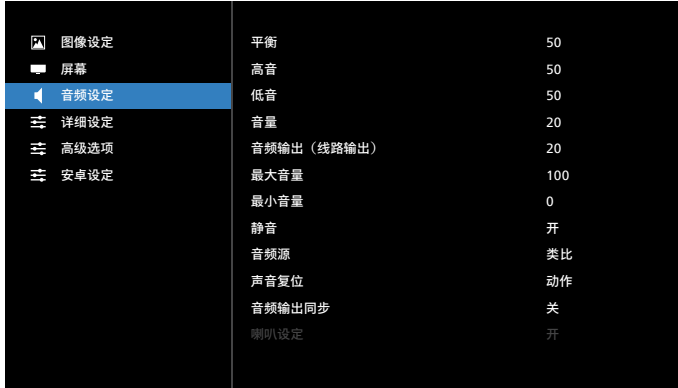 图像设定
屏幕
音频设定
详细设定
高级选项
安卓设定
平衡 50
高音 50
低音 50
音量 20
音频输出（线路输出） 20
最大音量 100
最小音量 0
静音 开
音频源 类比
声音复位 动作
音频输出同步 关
喇叭设定 开